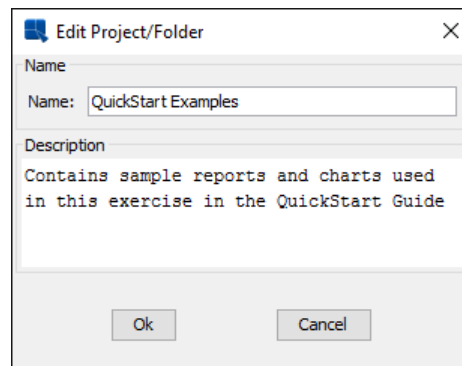 Edit Project/Folder
Name
Name: QuickStart Examples
Description
Contains sample reports and charts used
in this exercise in the QuickStart Guide
Ok Cancel